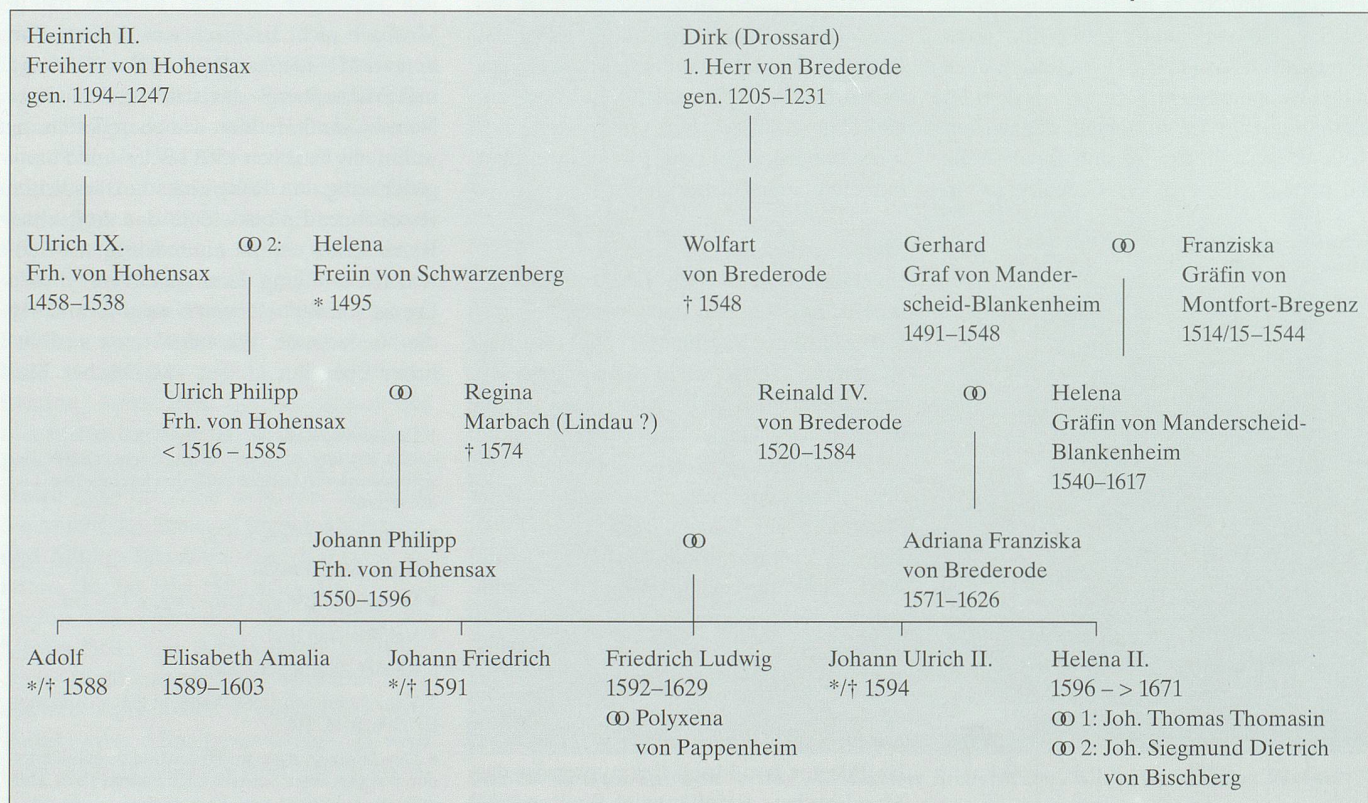 Heinrich II.
Freiherr von Hohensax
gen. 1194–1247
Dirk (Drossard)
1. Herr von Brederode
gen. 1205–1231
Ulrich IX.
Frh. von Hohensax
1458–1538
⚭ 2:
Helena
Freiin von Schwarzenberg
* 1495
Wolfart
von Brederode
† 1548
Gerhard
Graf von Mander-
scheid-Blankenheim
1491–1548
⚭
Franziska
Gräfin von
Montfort-Bregenz
1514/15–1544
Ulrich Philipp
Frh. von Hohensax
< 1516 – 1585
⚭
Regina
Marbach (Lindau ?)
† 1574
Reinald IV.
von Brederode
1520–1584
⚭
Helena
Gräfin von Manderscheid-
Blankenheim
1540–1617
Johann Philipp
Frh. von Hohensax
1550–1596
⚭
Adriana Franziska
von Brederode
1571–1626
Adolf
*/† 1588
Elisabeth Amalia
1589–1603
Johann Friedrich
*/† 1591
Friedrich Ludwig
1592–1629
⚭ Polyxena
von Pappenheim
Johann Ulrich II.
*/† 1594
Helena II.
1596 – > 1671
⚭ 1: Joh. Thomas Thomasin
⚭ 2: Joh. Siegmund Dietrich
von Bischberg